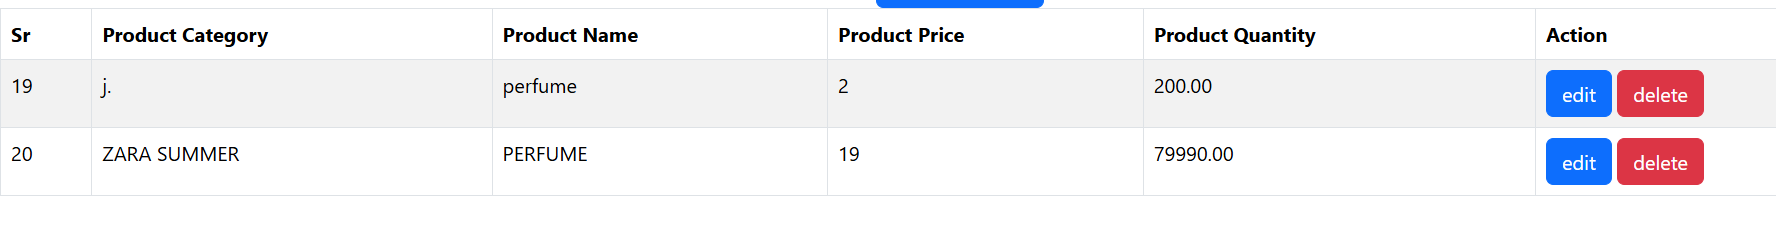 Sr Product Category Product Name Product Price Product Quantity Action
19 j. perfume 2 200.00 edit delete
20 ZARA SUMMER PERFUME 19 79990.00 edit delete